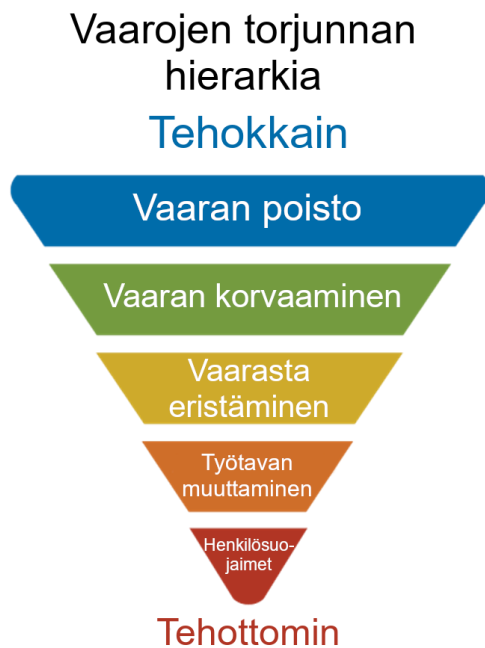 Vaarojen torjunnan
hierarkia
Tehokkain
Vaaran poisto
Vaaran korvaaminen
Vaarasta
eristäminen
Työtavan
muuttaminen
Henkilösuo-
jaimet
Tehottomin